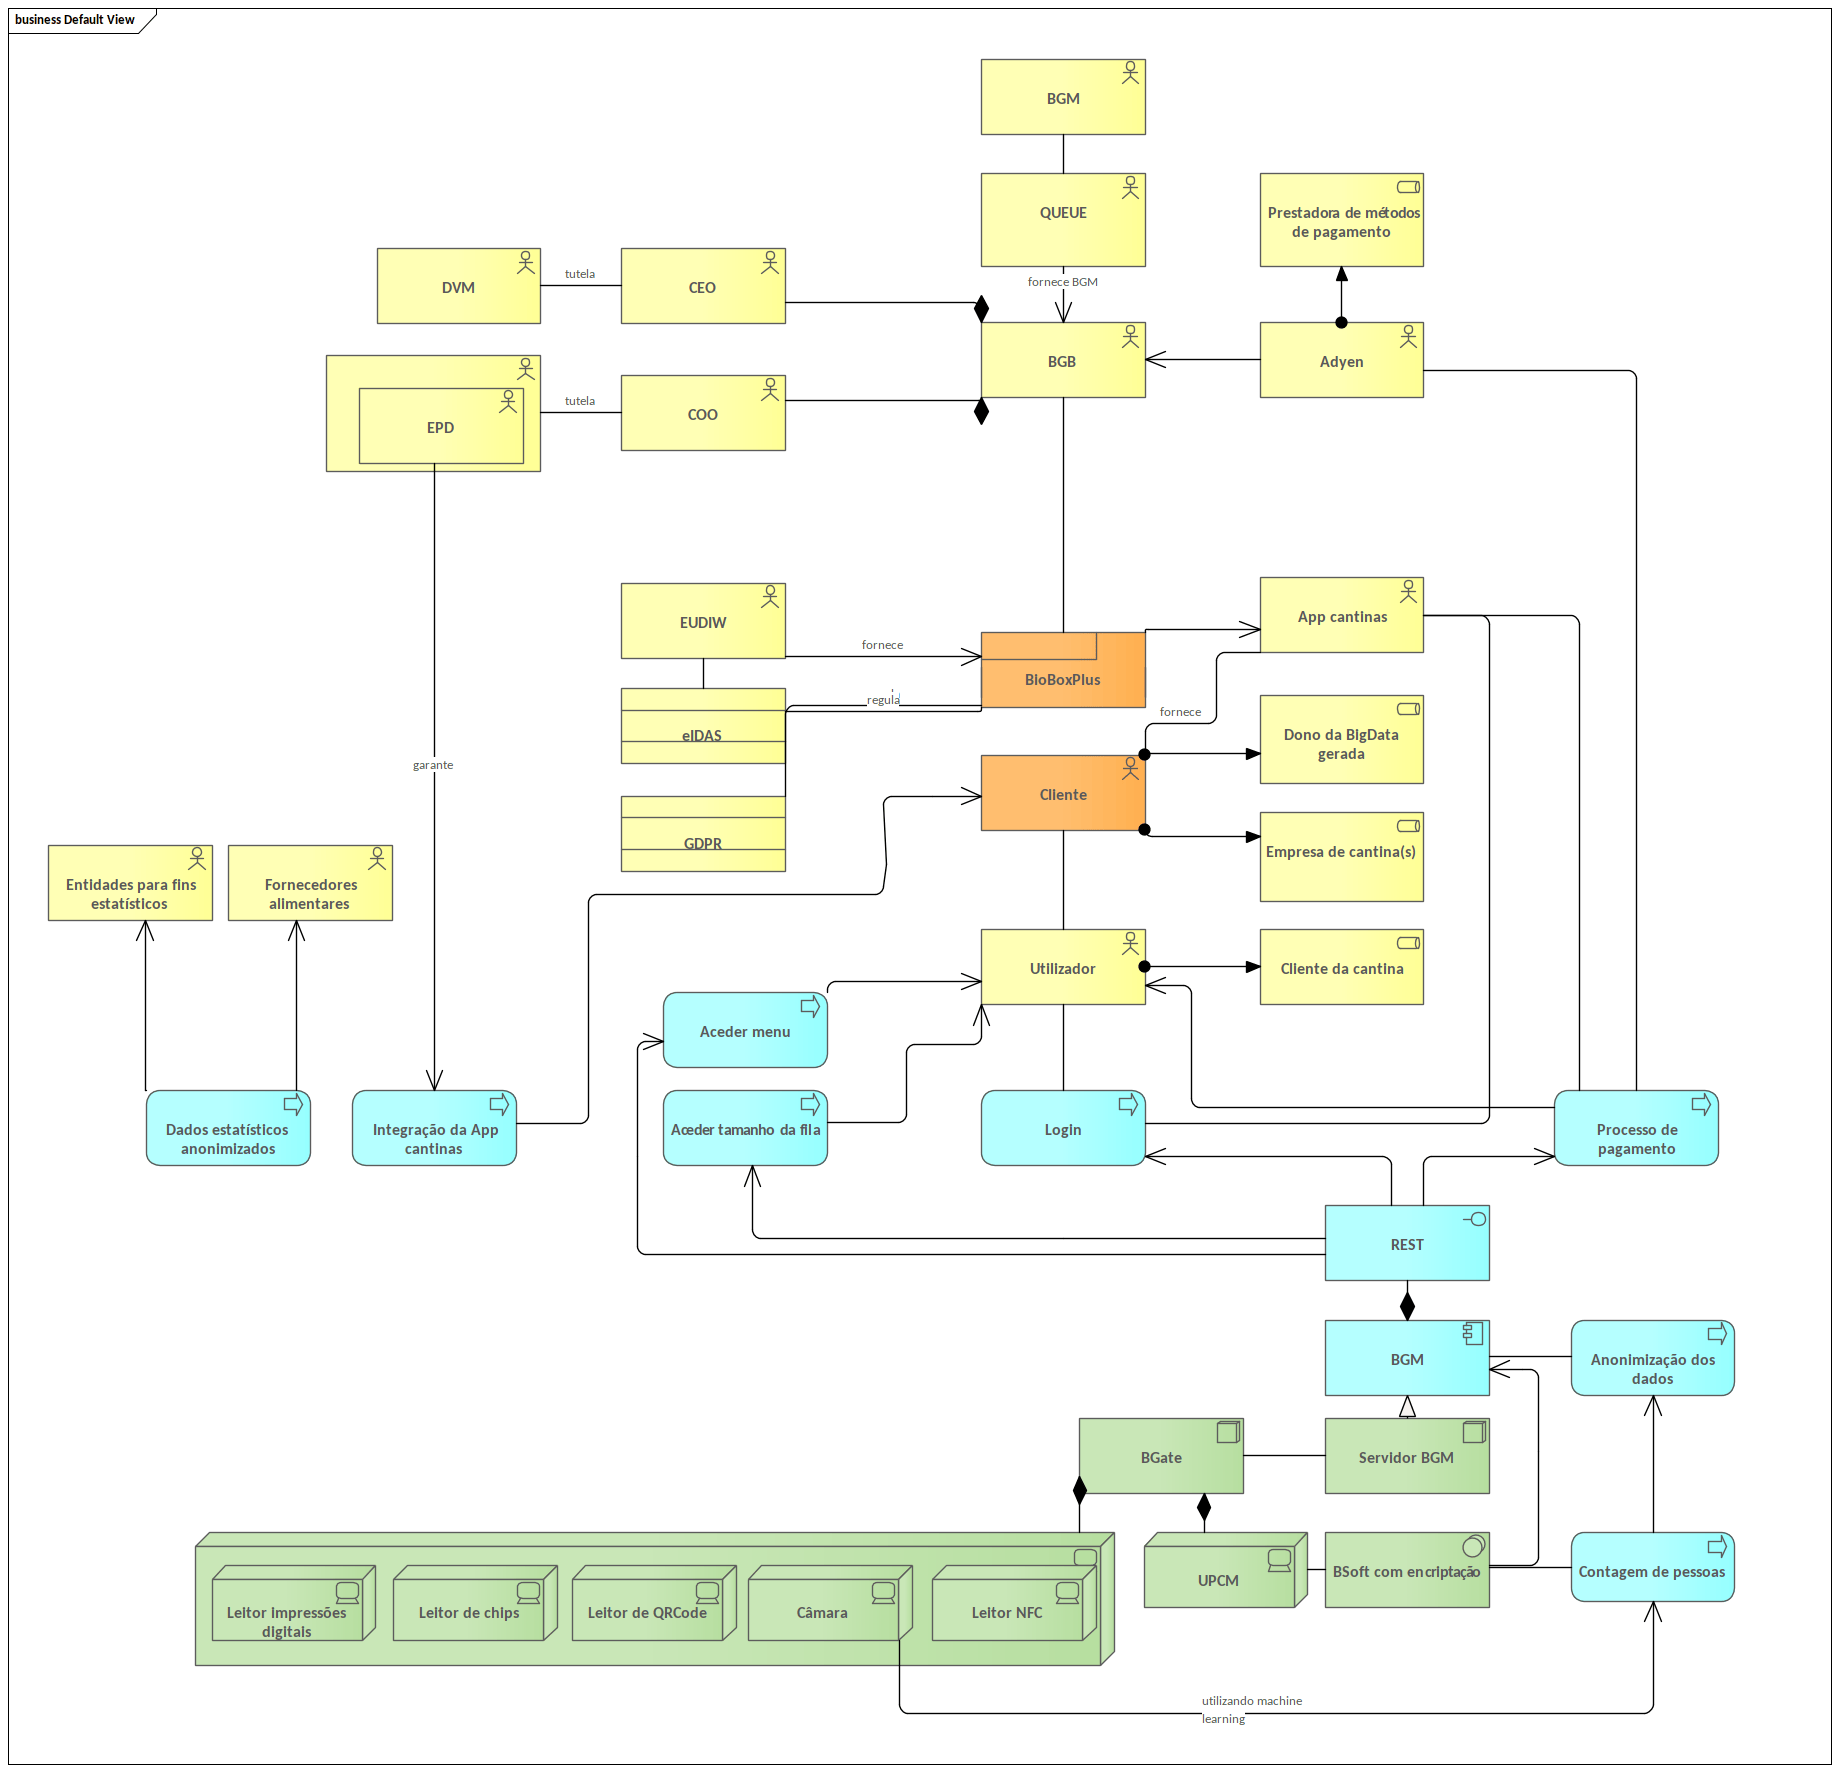 business Default View
BGM
QUEUE
Prestadora de métodos
de pagamento
DVM
tutela
CEO
fornece BGM
BGB
Adyen
EPD
tutela
COO
EUDIW
fornece
App cantinas
BioBoxPlus
regula
fornece
eIDAS
Dono da BigData
gerada
garante
Cliente
GDPR
Empresa de cantina(s)
Entidades para fins
estatísticos
Fornecedores
alimentares
Utilizador
Cliente da cantina
Aceder menu
Dados estatísticos
anonimizados
Integração da App
cantinas
Aceder tamanho da fila
Login
Processo de
pagamento
REST
BGM
Anonimização dos
dados
BGate
Servidor BGM
UPCM
BSoft com encriptação
Contagem de pessoas
Leitor impressões
digitais
Leitor de chips
Leitor de QRCode
Câmara
Leitor NFC
utilizando machine
learning